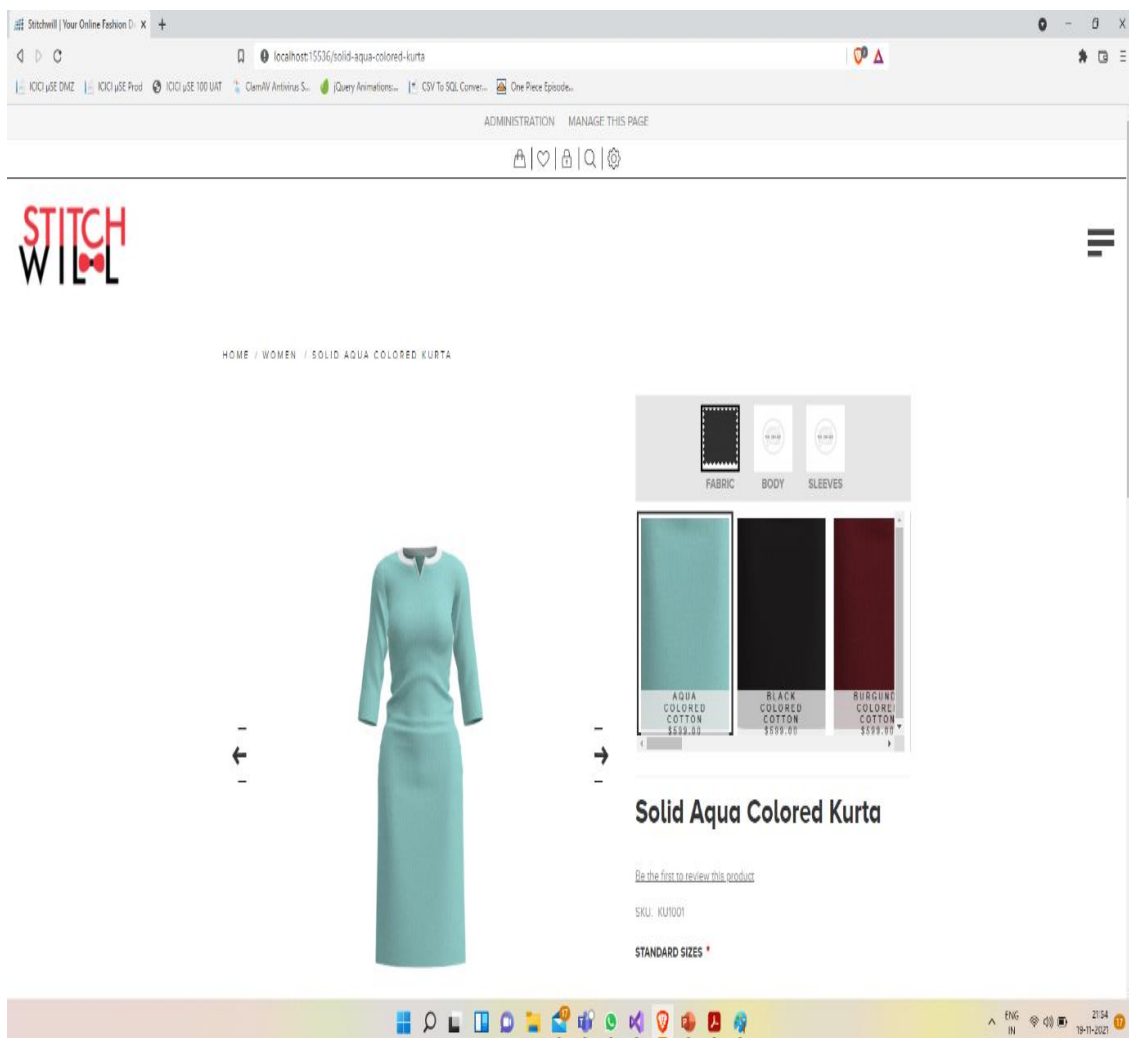 Stitchwill | Your Online Fashion D
localhost:15536/solid-aqua-colored-kurta
ICICI µSE DMZ ICICI µSE Prod ICICI µSE 100 UAT ClamAV Antivirus S... jQuery Animations:... CSV To SQL Conver... One Piece Episode...
ADMINISTRATION MANAGE THIS PAGE
STITCH
WILL
HOME / WOMEN / SOLID AQUA COLORED KURTA
FABRIC BODY SLEEVES
AQUA
COLORED
COTTON
$599.00
BLACK
COLORED
COTTON
$599.00
BURGUND
COLORE
COTTON
$599.00
Solid Aqua Colored Kurta
Be the first to review this product
SKU: KU1001
STANDARD SIZES *
ENG
IN
21:54
19-11-2021
17